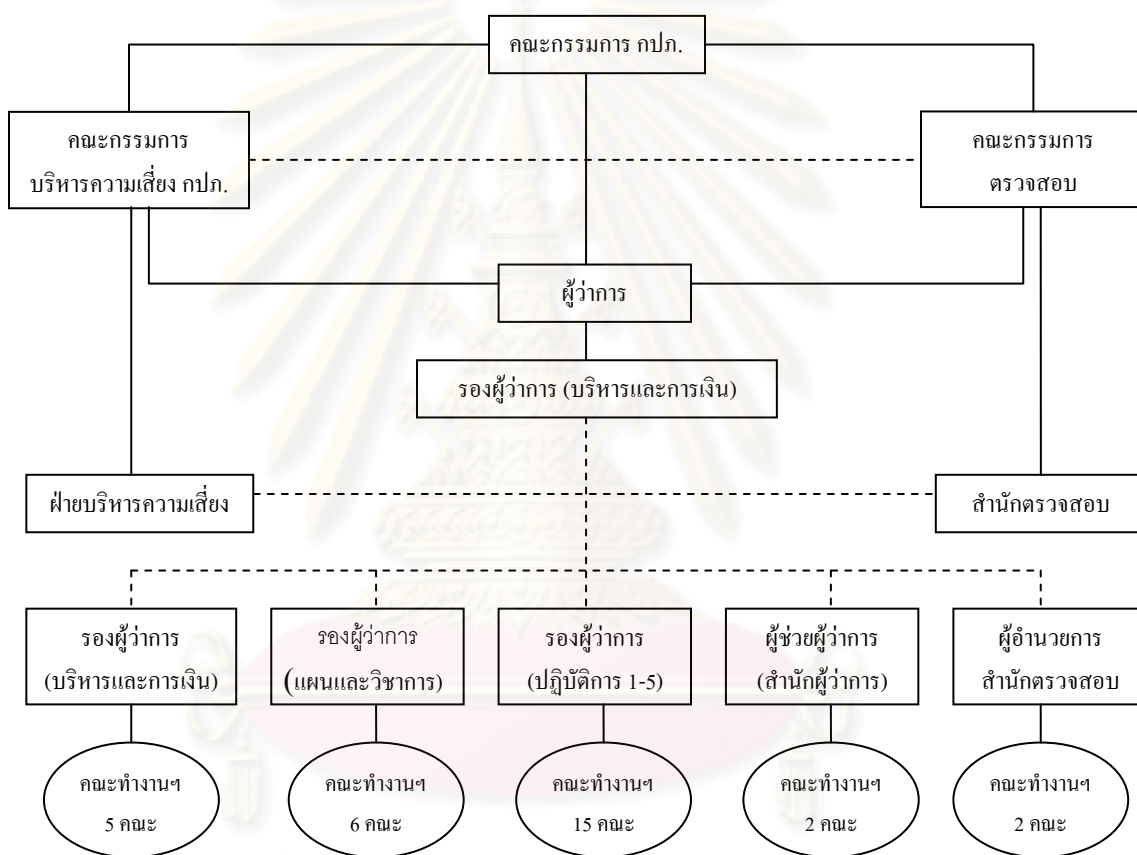 คณะกรรมการ กปภ.
คณะกรรมการ
บริหารความเสี่ยง กปภ.
คณะกรรมการ
ตรวจสอบ
ผู้ว่าการ
รองผู้ว่าการ (บริหารและการเงิน)
ฝ่ายบริหารความเสี่ยง
สำนักตรวจสอบ
รองผู้ว่าการ
(บริหารและการเงิน)
รองผู้ว่าการ
(แผนและวิชาการ)
รองผู้ว่าการ
(ปฏิบัติการ 1-5)
ผู้ช่วยผู้ว่าการ
(สำนักผู้ว่าการ)
ผู้อำนวยการ
สำนักตรวจสอบ
คณะทำงานฯ
5 คณะ
คณะทำงานฯ
6 คณะ
คณะทำงานฯ
15 คณะ
คณะทำงานฯ
2 คณะ
คณะทำงานฯ
2 คณะ